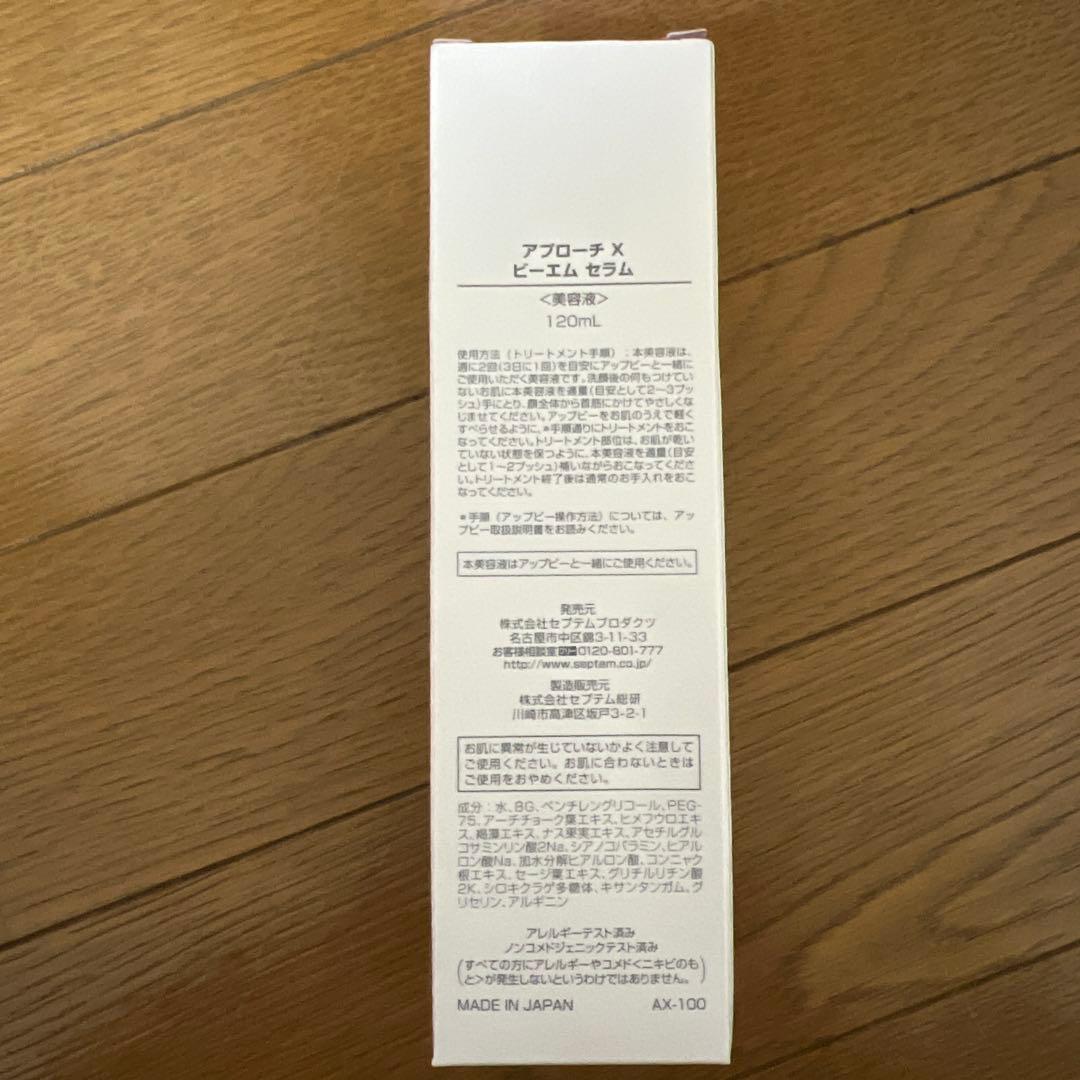 アプローチ X
ビーエム セラム
<美容液>
120mL
使用方法（トリートメント手順）：本美容液は、
週に2回(3日に1回)を目安にアップビーと一緒に
ご使用いただく美容液です。洗顔後の何もつけてい
ないお肌に本美容液を適量(目安として2〜3プッ
シュ)手にとり、顔全体から首筋にかけてやさしくな
じませてください。アップビーをお肌のうえで軽く
すべらせるように、*手順通りにトリートメントをおこ
なってください。トリートメント部位は、お肌が乾い
ていない状態を保つように、本美容液を適量(目安
として1〜2プッシュ)補いながらおこなってくださ
い。トリートメント終了後は通常のお手入れをおこ
なってください。
*手順（アップビー操作方法）については、アッ
プビー取扱説明書をお読みください。
本美容液はアップビーと一緒にご使用ください。
発売元
株式会社セプテムプロダクツ
名古屋市中区錦3-11-33
お客様相談室フリー0120-801-777
http://www.septem.co.jp/
製造販売元
株式会社セプテム総研
川崎市高津区坂戸3-2-1
お肌に異常が生じていないかよく注意して
ご使用ください。お肌に合わないときは
ご使用をおやめください。
成分：水、BG、ペンチレングリコール、PEG-
75、アーチチョーク葉エキス、ヒメフウロエキ
ス、褐藻エキス、ナス果実エキス、アセチルグル
コサミンリン酸2Na、シアノコバラミン、ヒアル
ロン酸Na、加水分解ヒアルロン酸、コンニャク
根エキス、セージ葉エキス、グリチルリチン酸
2K、シロキクラゲ多糖体、キサンタンガム、グ
リセリン、アルギニン
アレルギーテスト済み
ノンコメドジェニックテスト済み
(すべての方にアレルギーやコメド<ニキビのも
と>が発生しないというわけではありません。)
MADE IN JAPAN AX-100